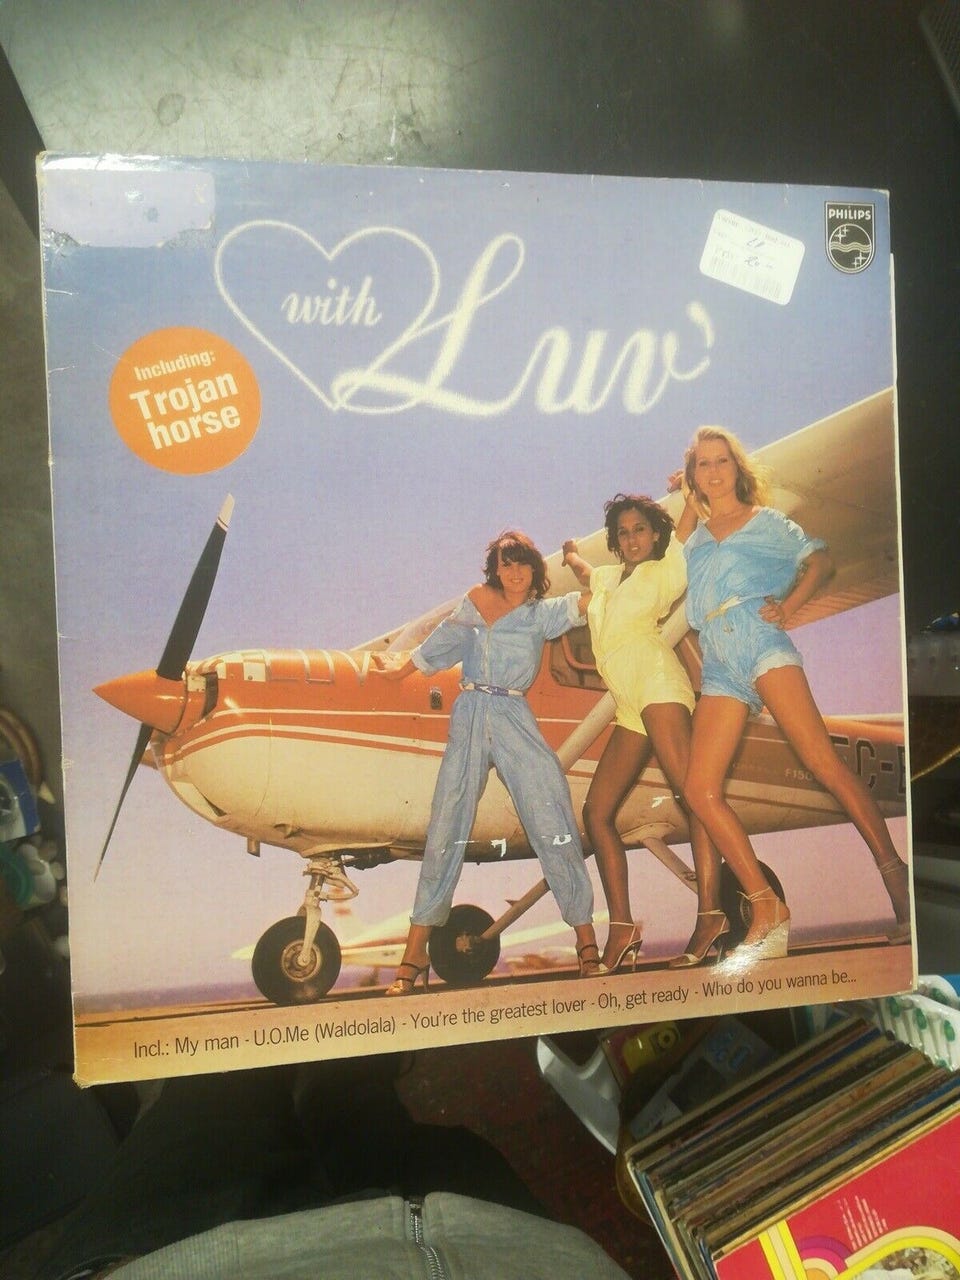 with Luv'
PHILIPS
Including:
Trojan
horse
F150
Incl.: My man - U.O.Me (Waldolala) - You're the greatest lover - Oh, get ready - Who do you wanna be...